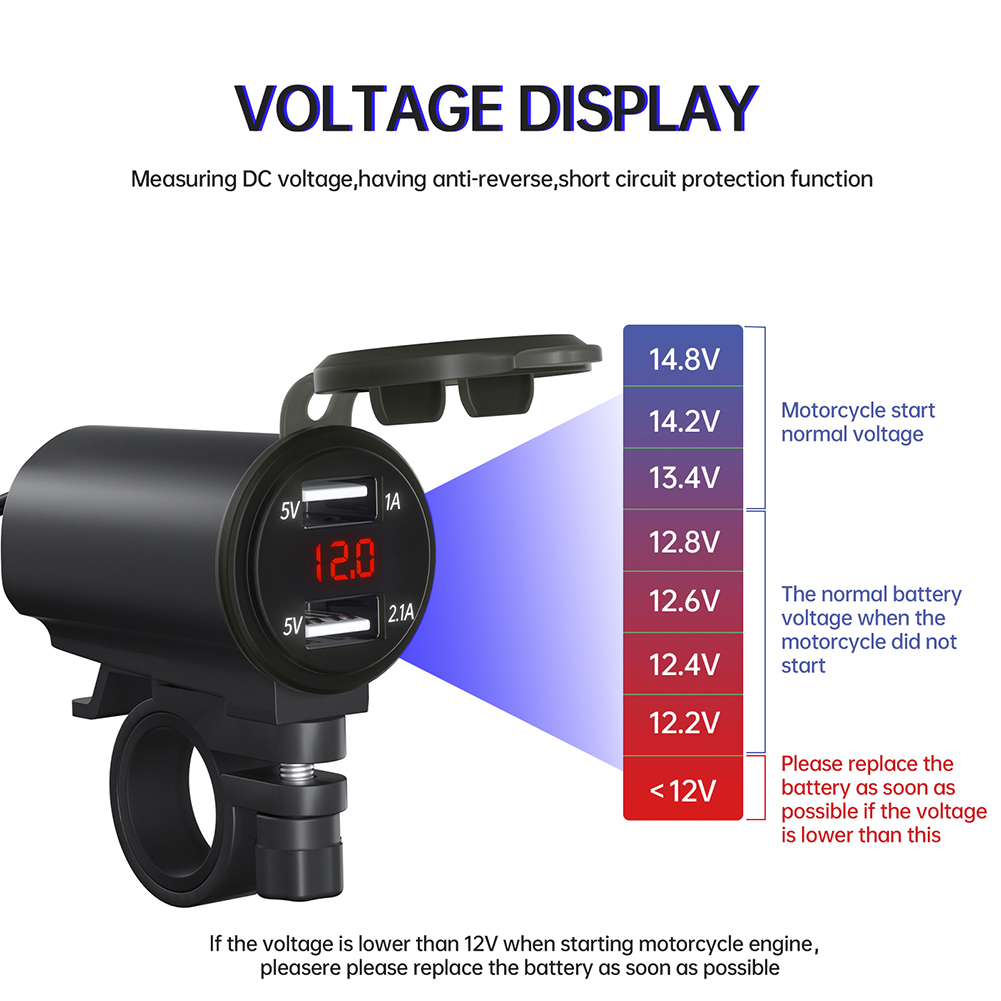 VOLTAGE DISPLAY
Measuring DC voltage,having anti-reverse,short circuit protection function
14.8V
14.2V
13.4V
Motorcycle start
normal voltage
5V
1A
12.0
5V
2.1A
12.8V
12.6V
12.4V
12.2V
The normal battery
voltage when the
motorcycle did not
start
<12V
Please replace the
battery as soon as
possible if the voltage
is lower than this
If the voltage is lower than 12V when starting motorcycle engine,
pleasere please replace the battery as soon as possible